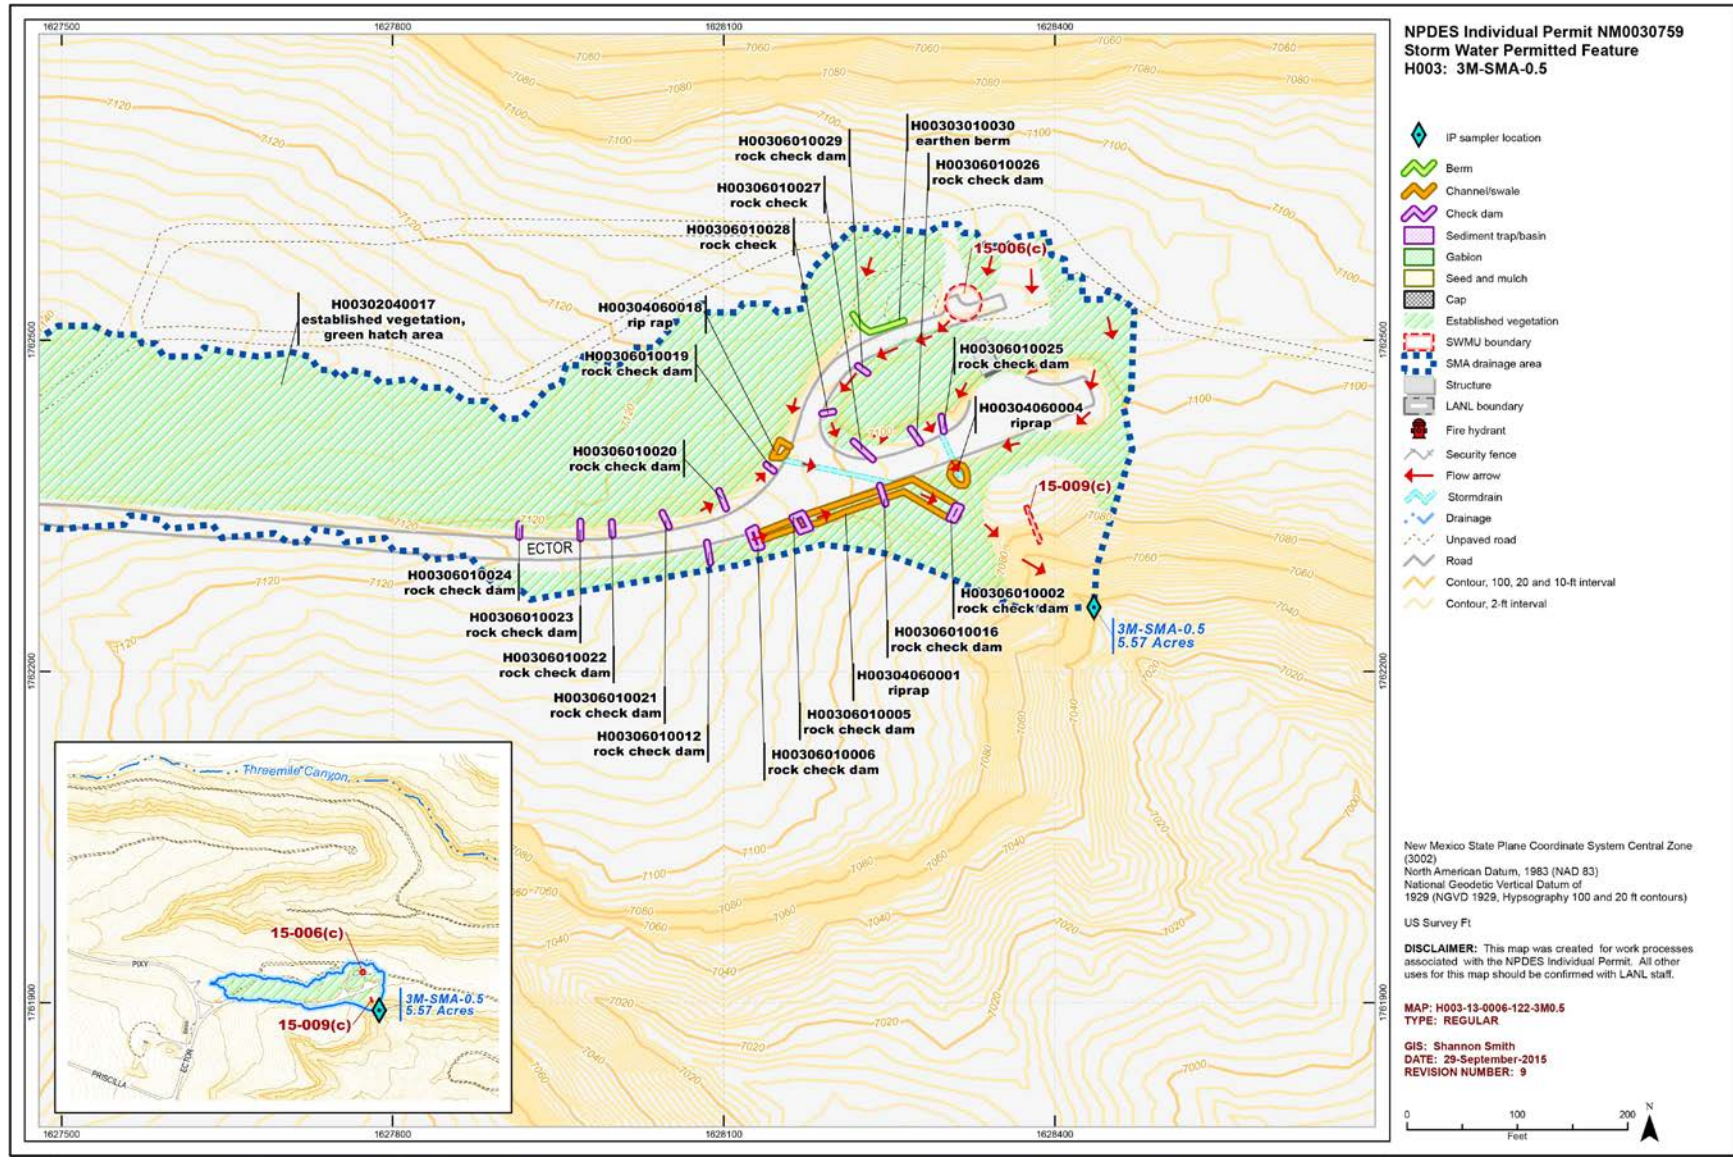 NPDES Individual Permit NM0030759
Storm Water Permitted Feature
H003: 3M-SMA-0.5
IP sampler location
Berm
Channel/swale
Check dam
Sediment trap/basin
Gabion
Seed and mulch
Cap
Established vegetation
SWMU boundary
SMA drainage area
Structure
LANL boundary
Fire hydrant
Security fence
Flow arrow
Stormdrain
Drainage
Unpaved road
Road
Contour, 100, 20 and 10-ft interval
Contour, 2-ft interval
New Mexico State Plane Coordinate System Central Zone
(3002)
North American Datum, 1983 (NAD 83)
National Geodetic Vertical Datum of
1929 (NGVD 1929, Hypsography 100 and 20 ft contours)
US Survey Ft
DISCLAIMER: This map was created for work processes
associated with the NPDES Individual Permit. All other
uses for this map should be confirmed with LANL staff.
MAP: H003-13-0006-122-3M0.5
TYPE: REGULAR
GIS: Shannon Smith
DATE: 29-September-2015
REVISION NUMBER: 9
0 100 200
Feet
N
1627500 1627800 1628100 1628400
1762500
1762200
1761900
1762500
1762200
1761900
1627500 1627800 1628100 1628400
H00303010030
earthen berm
H00306010029
rock check dam
H00306010026
rock check dam
H00306010027
rock check
H00306010028
rock check
15-006(c)
H00302040017
established vegetation,
green hatch area
H00304060018
rip rap
H00306010019
rock check dam
H00306010025
rock check dam
H00304060004
riprap
H00306010020
rock check dam
15-009(c)
ECTOR
H00306010024
rock check dam
H00306010023
rock check dam
H00306010022
rock check dam
H00306010021
rock check dam
H00306010012
rock check dam
H00306010002
rock check dam
H00306010016
rock check dam
H00304060001
riprap
H00306010005
rock check dam
H00306010006
rock check dam
3M-SMA-0.5
5.57 Acres
Threemile Canyon
15-006(c)
PIXY
3M-SMA-0.5
5.57 Acres
15-009(c)
ECTOR
PRISCILLA